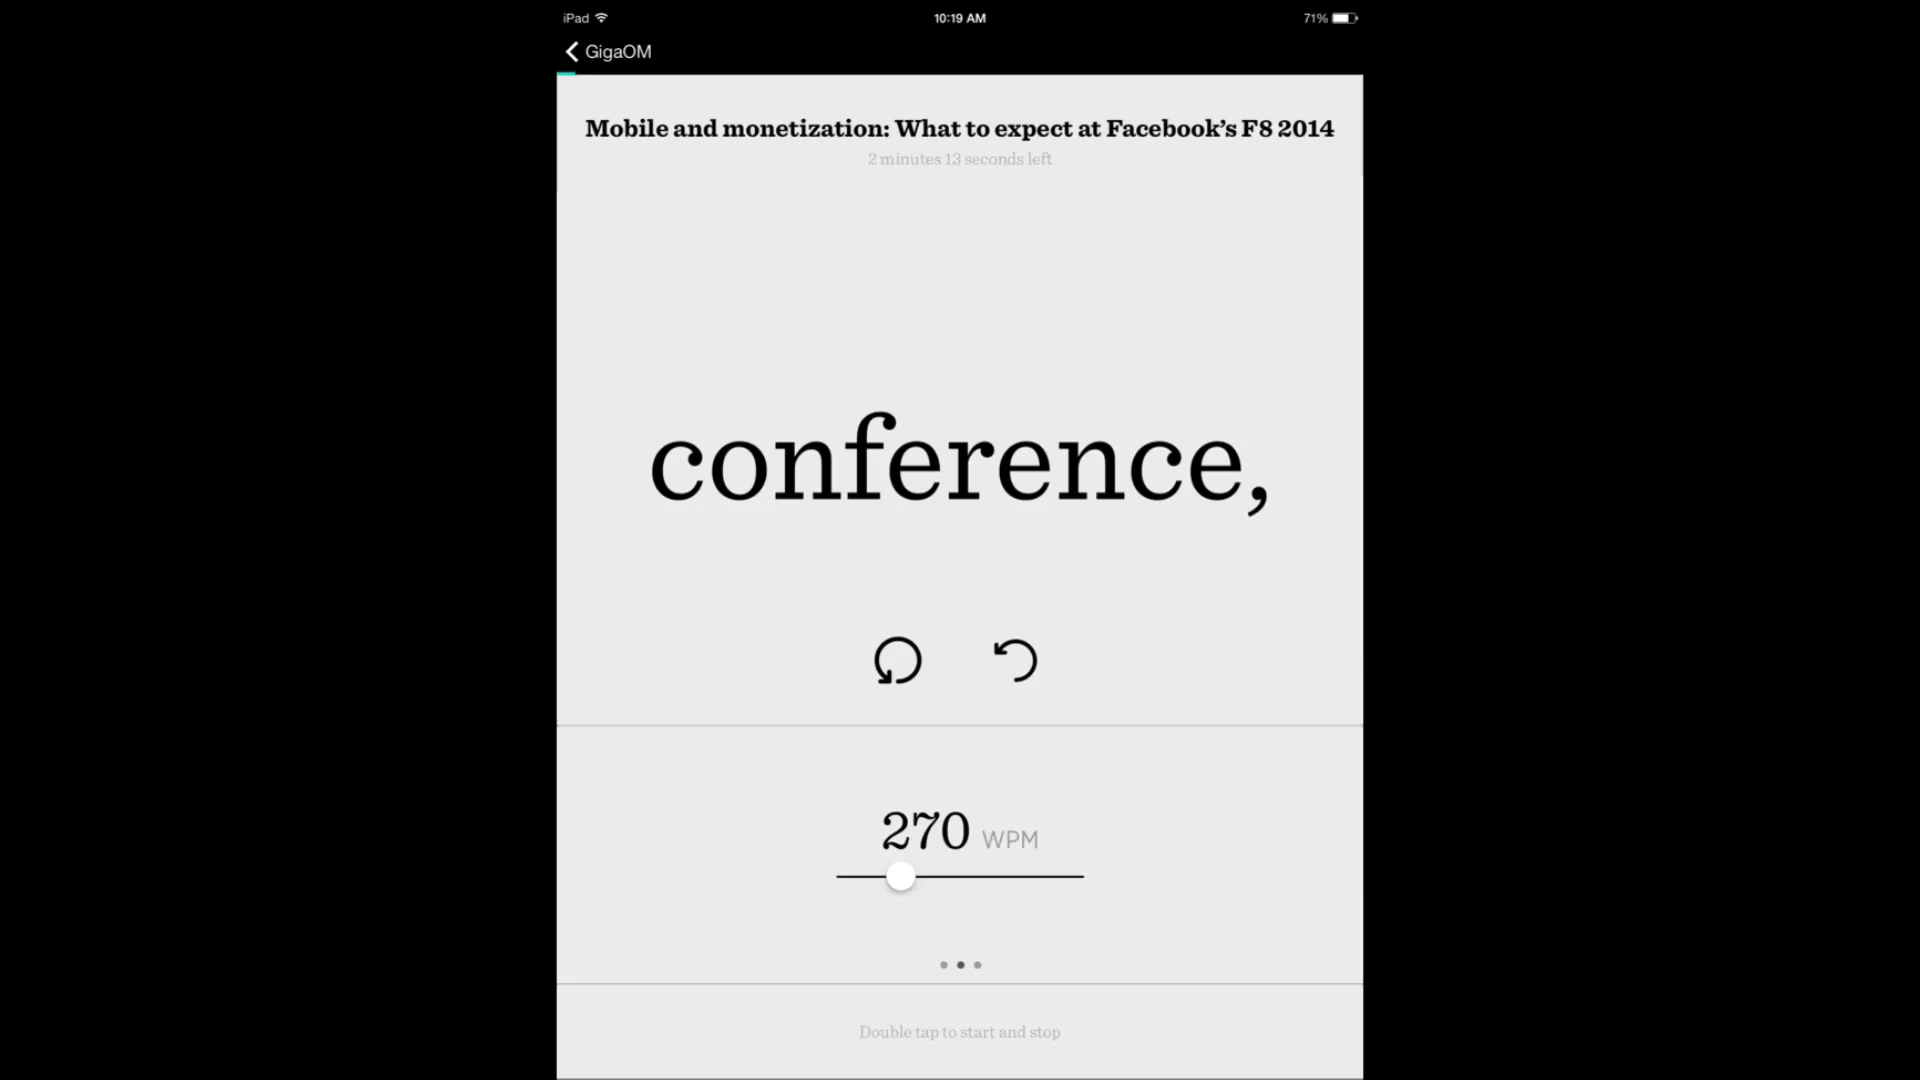 iPad 10:19 AM 71%
GigaOM
Mobile and monetization: What to expect at Facebook’s F8 2014
2 minutes 13 seconds left
conference,
270 WPM
Double tap to start and stop